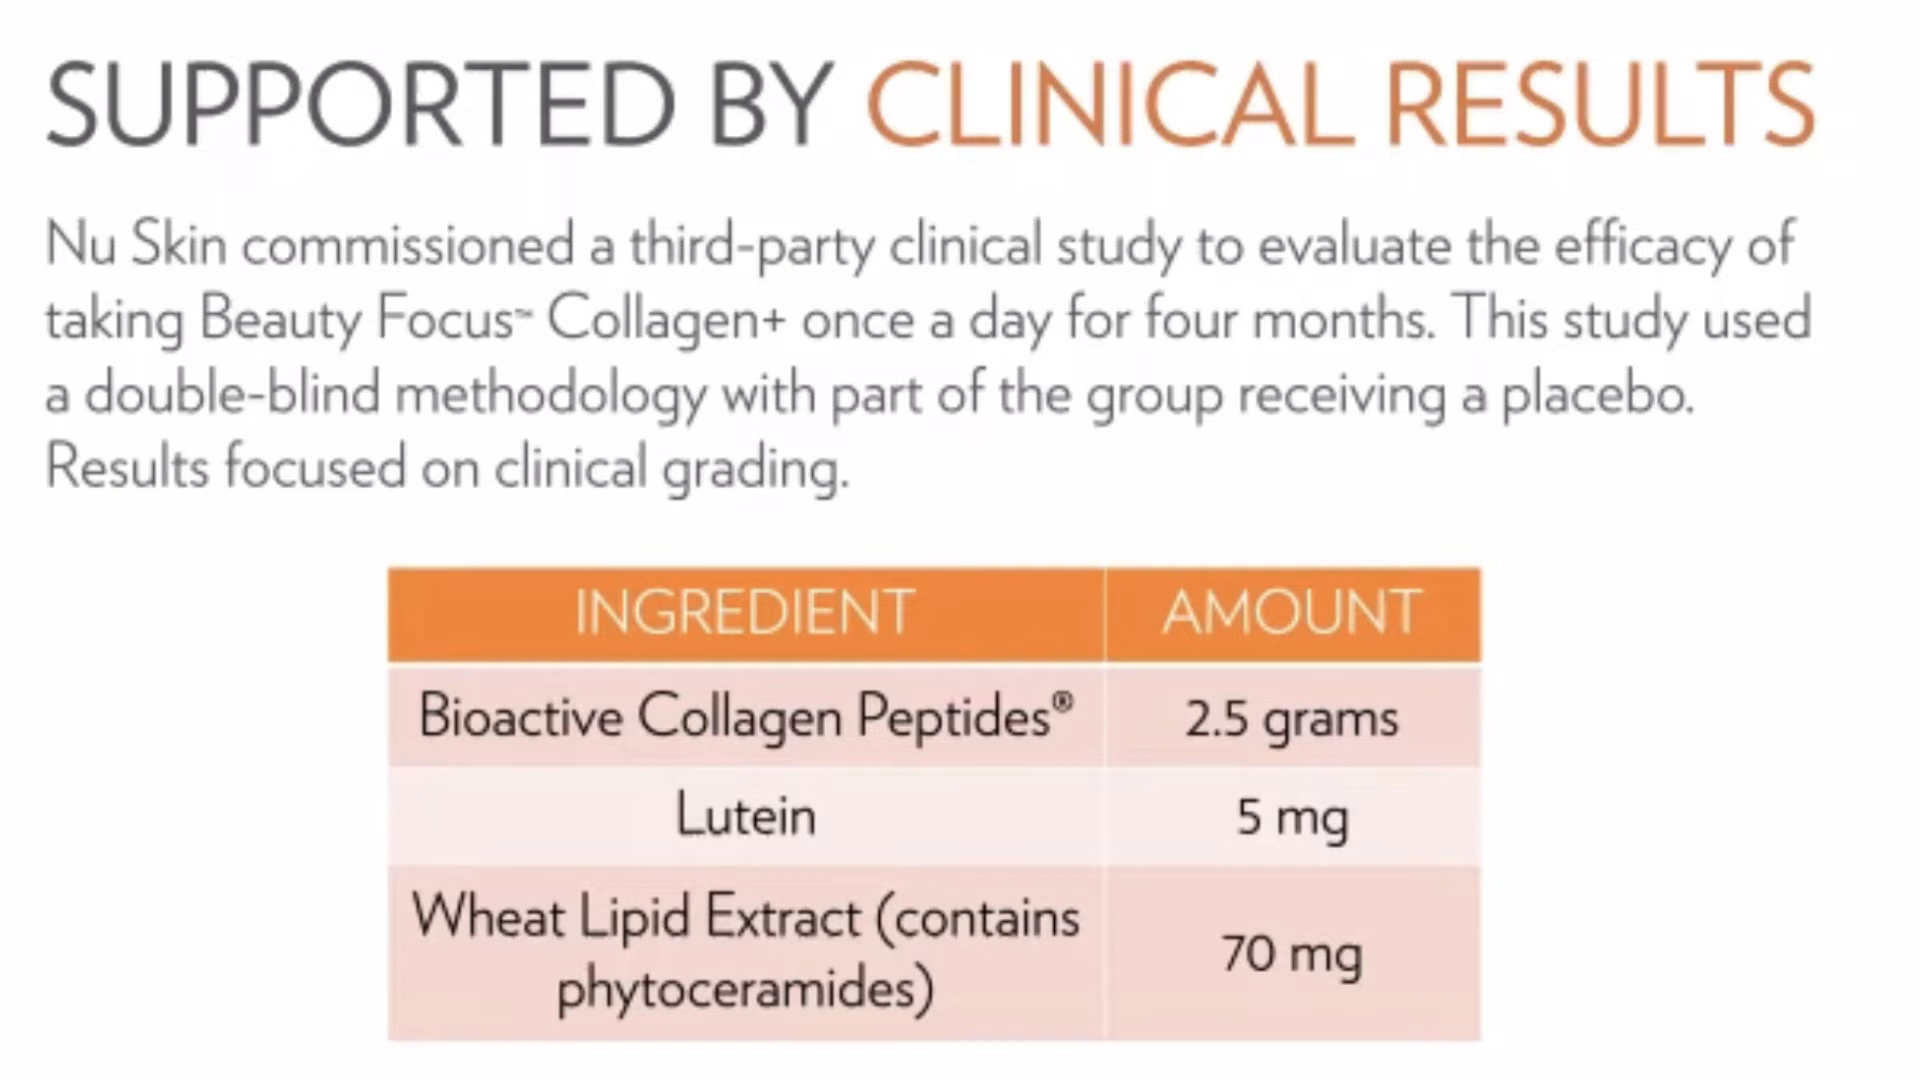 SUPPORTED BY CLINICAL RESULTS
Nu Skin commissioned a third-party clinical study to evaluate the efficacy of
taking Beauty Focus™ Collagen+ once a day for four months. This study used
a double-blind methodology with part of the group receiving a placebo.
Results focused on clinical grading.
INGREDIENT AMOUNT
Bioactive Collagen Peptides® 2.5 grams
Lutein 5 mg
Wheat Lipid Extract (contains
phytoceramides) 70 mg